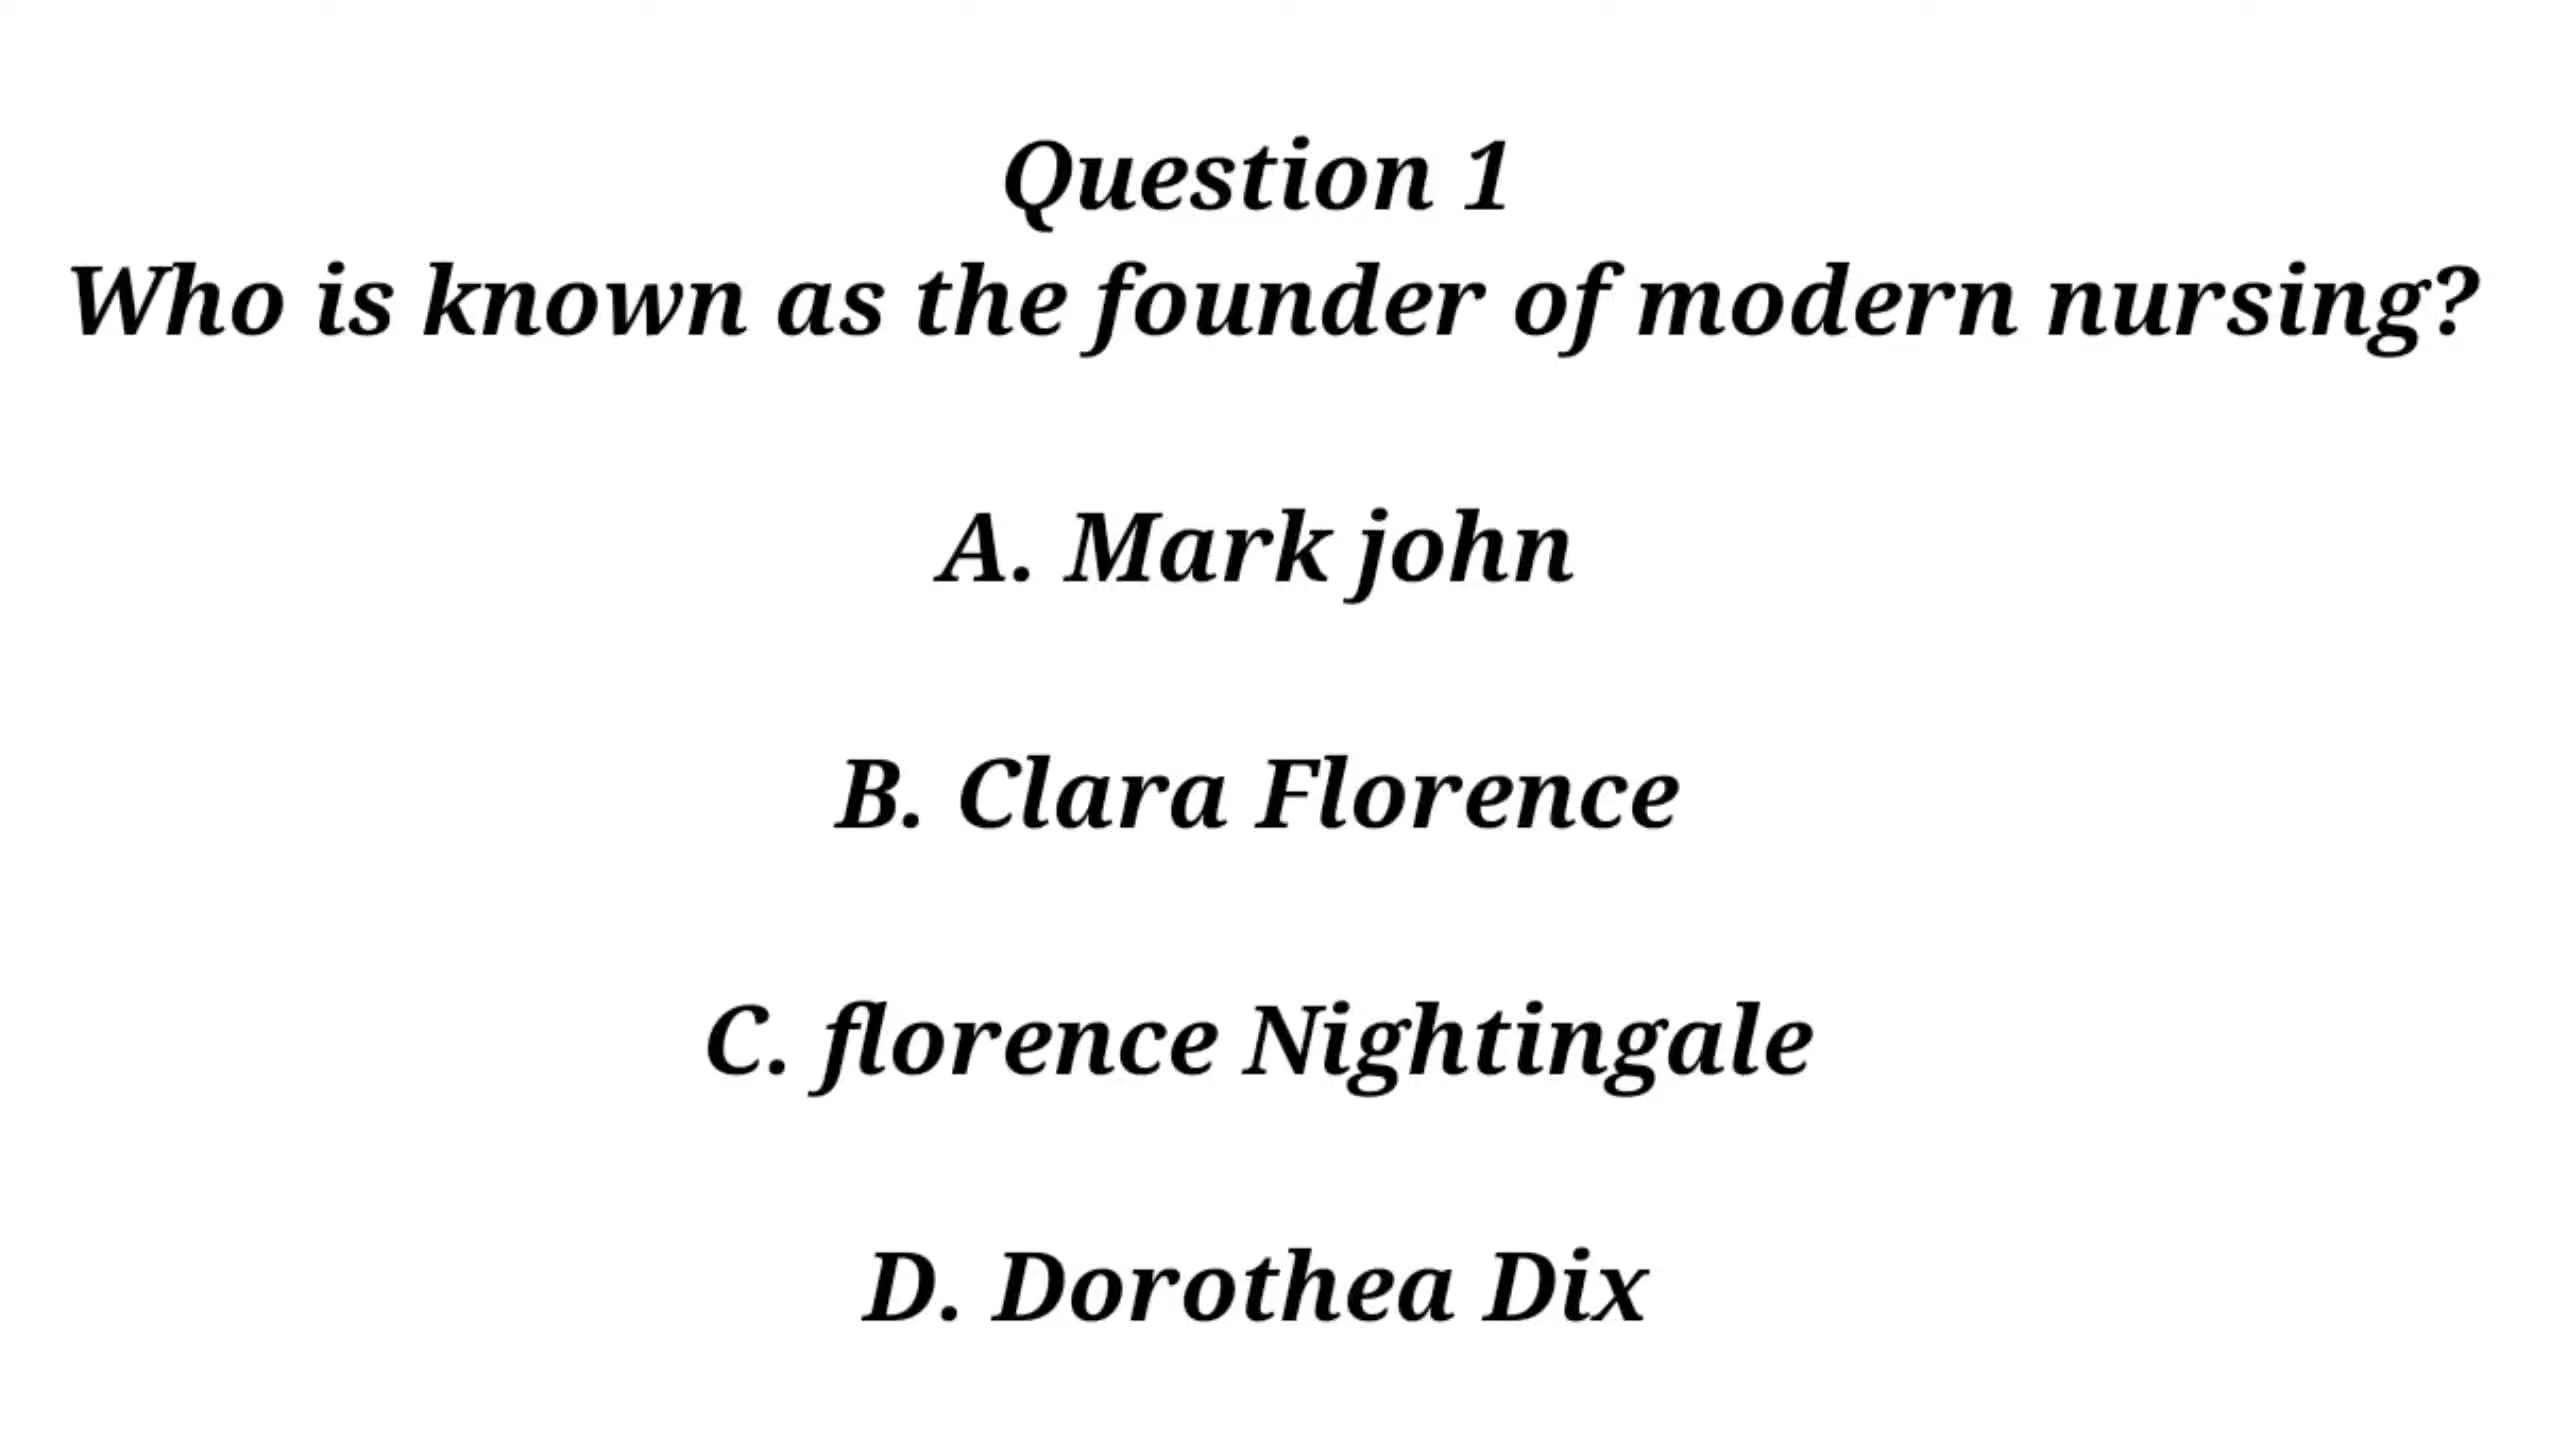 Question 1
Who is known as the founder of modern nursing?
A. Mark john
B. Clara Florence
C. florence Nightingale
D. Dorothea Dix